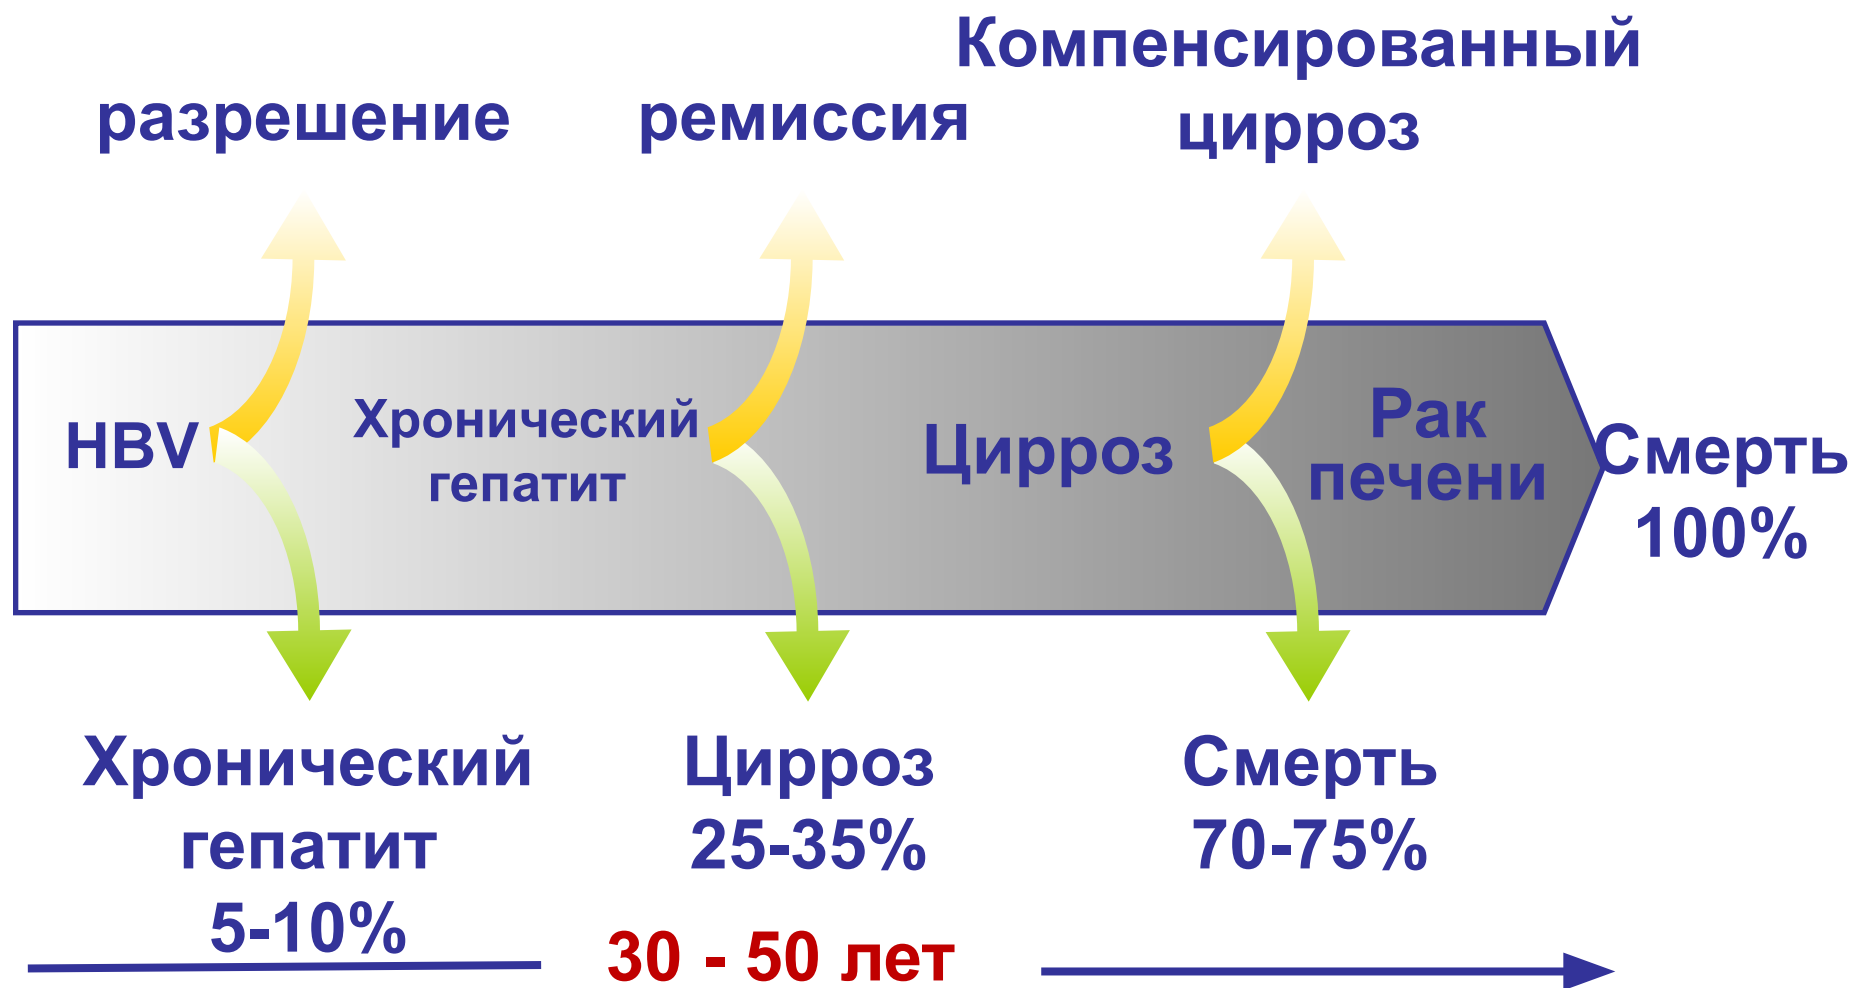 разрешение
ремиссия
Компенсированный
цирроз
HBV
Хронический
гепатит
Цирроз
Рак
печени
Смерть
100%
Хронический
гепатит
5-10%
Цирроз
25-35%
Смерть
70-75%
30 - 50 лет